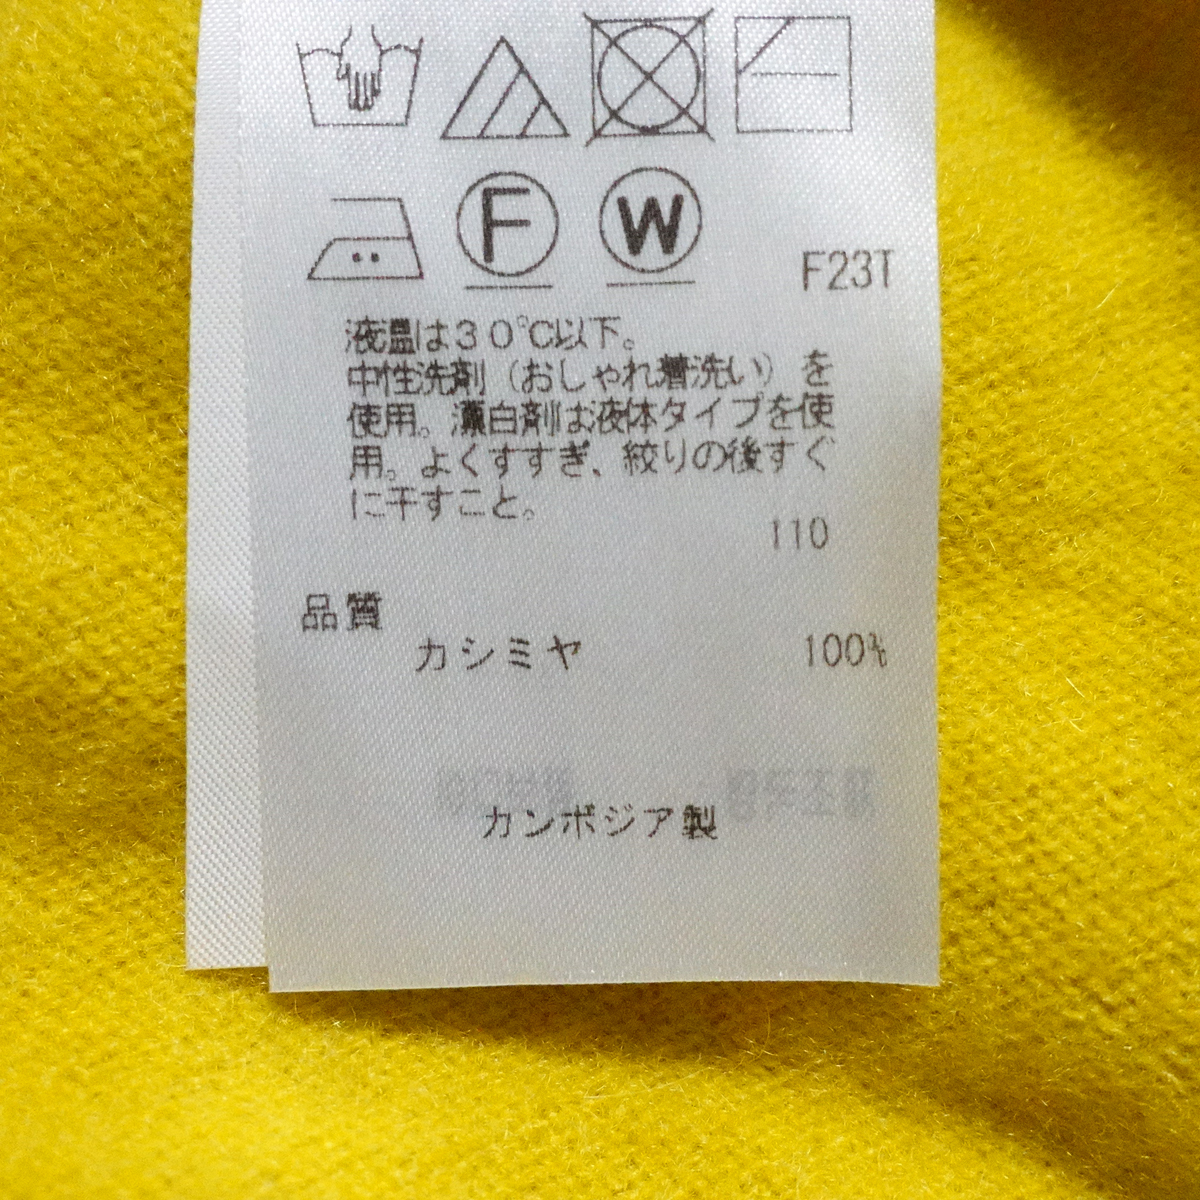 F
W
F23T
液温は30℃以下。
中性洗剤(おしゃれ着洗い)を
使用。漂白剤は液体タイプを使
用。よくすすぎ、絞りの後すぐ
に干すこと。
110
品質
カシミヤ 100%
カンボジア製